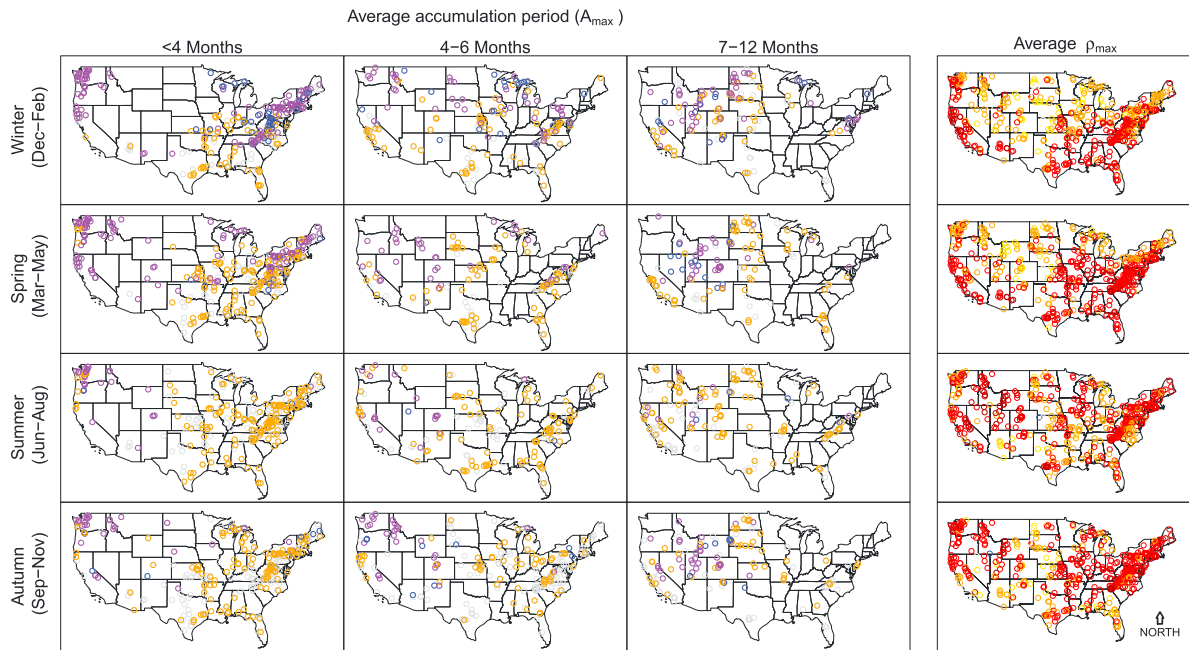 Average accumulation period (Amax )
<4 Months
4−6 Months
7−12 Months
Average ρmax
Winter
(Dec−Feb)
Spring
(Mar−May)
Summer
(Jun−Aug)
Autumn
(Sep−Nov)
NORTH